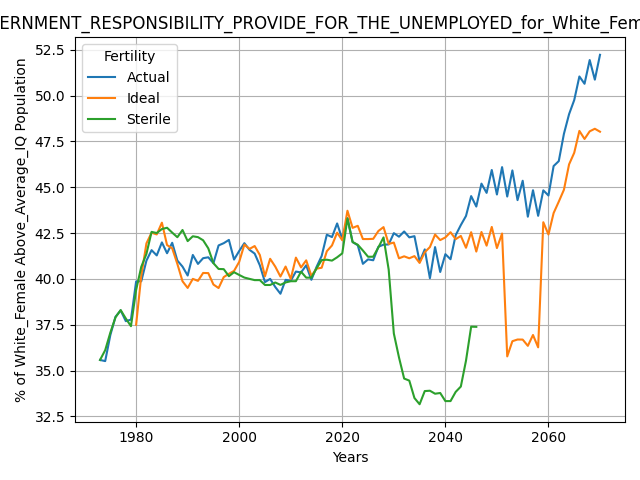 ERNMENT_RESPONSIBILITY_PROVIDE_FOR_THE_UNEMPLOYED_for_White_Fem
Fertility
Actual
Ideal
Sterile
% of White_Female Above_Average_IQ Population
52.5
50.0
47.5
45.0
42.5
40.0
37.5
35.0
32.5
1980
2000
2020
2040
2060
Years